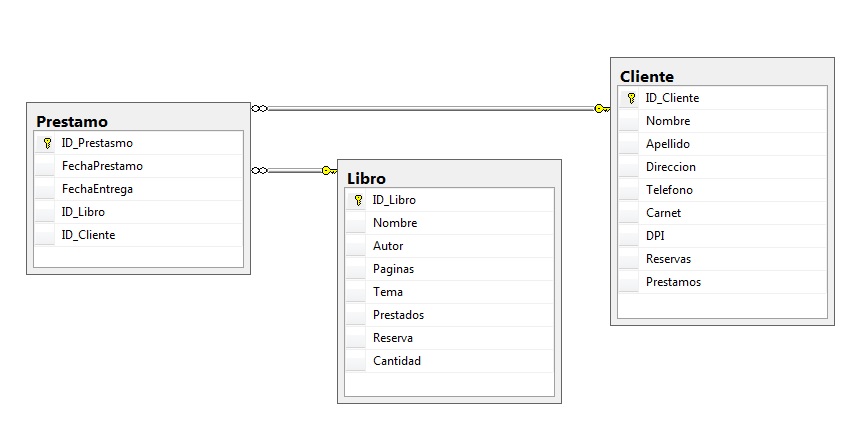 Prestamo
ID_Prestasmo
FechaPrestamo
FechaEntrega
ID_Libro
ID_Cliente
Libro
ID_Libro
Nombre
Autor
Paginas
Tema
Prestados
Reserva
Cantidad
Cliente
ID_Cliente
Nombre
Apellido
Direccion
Telefono
Carnet
DPI
Reservas
Prestamos